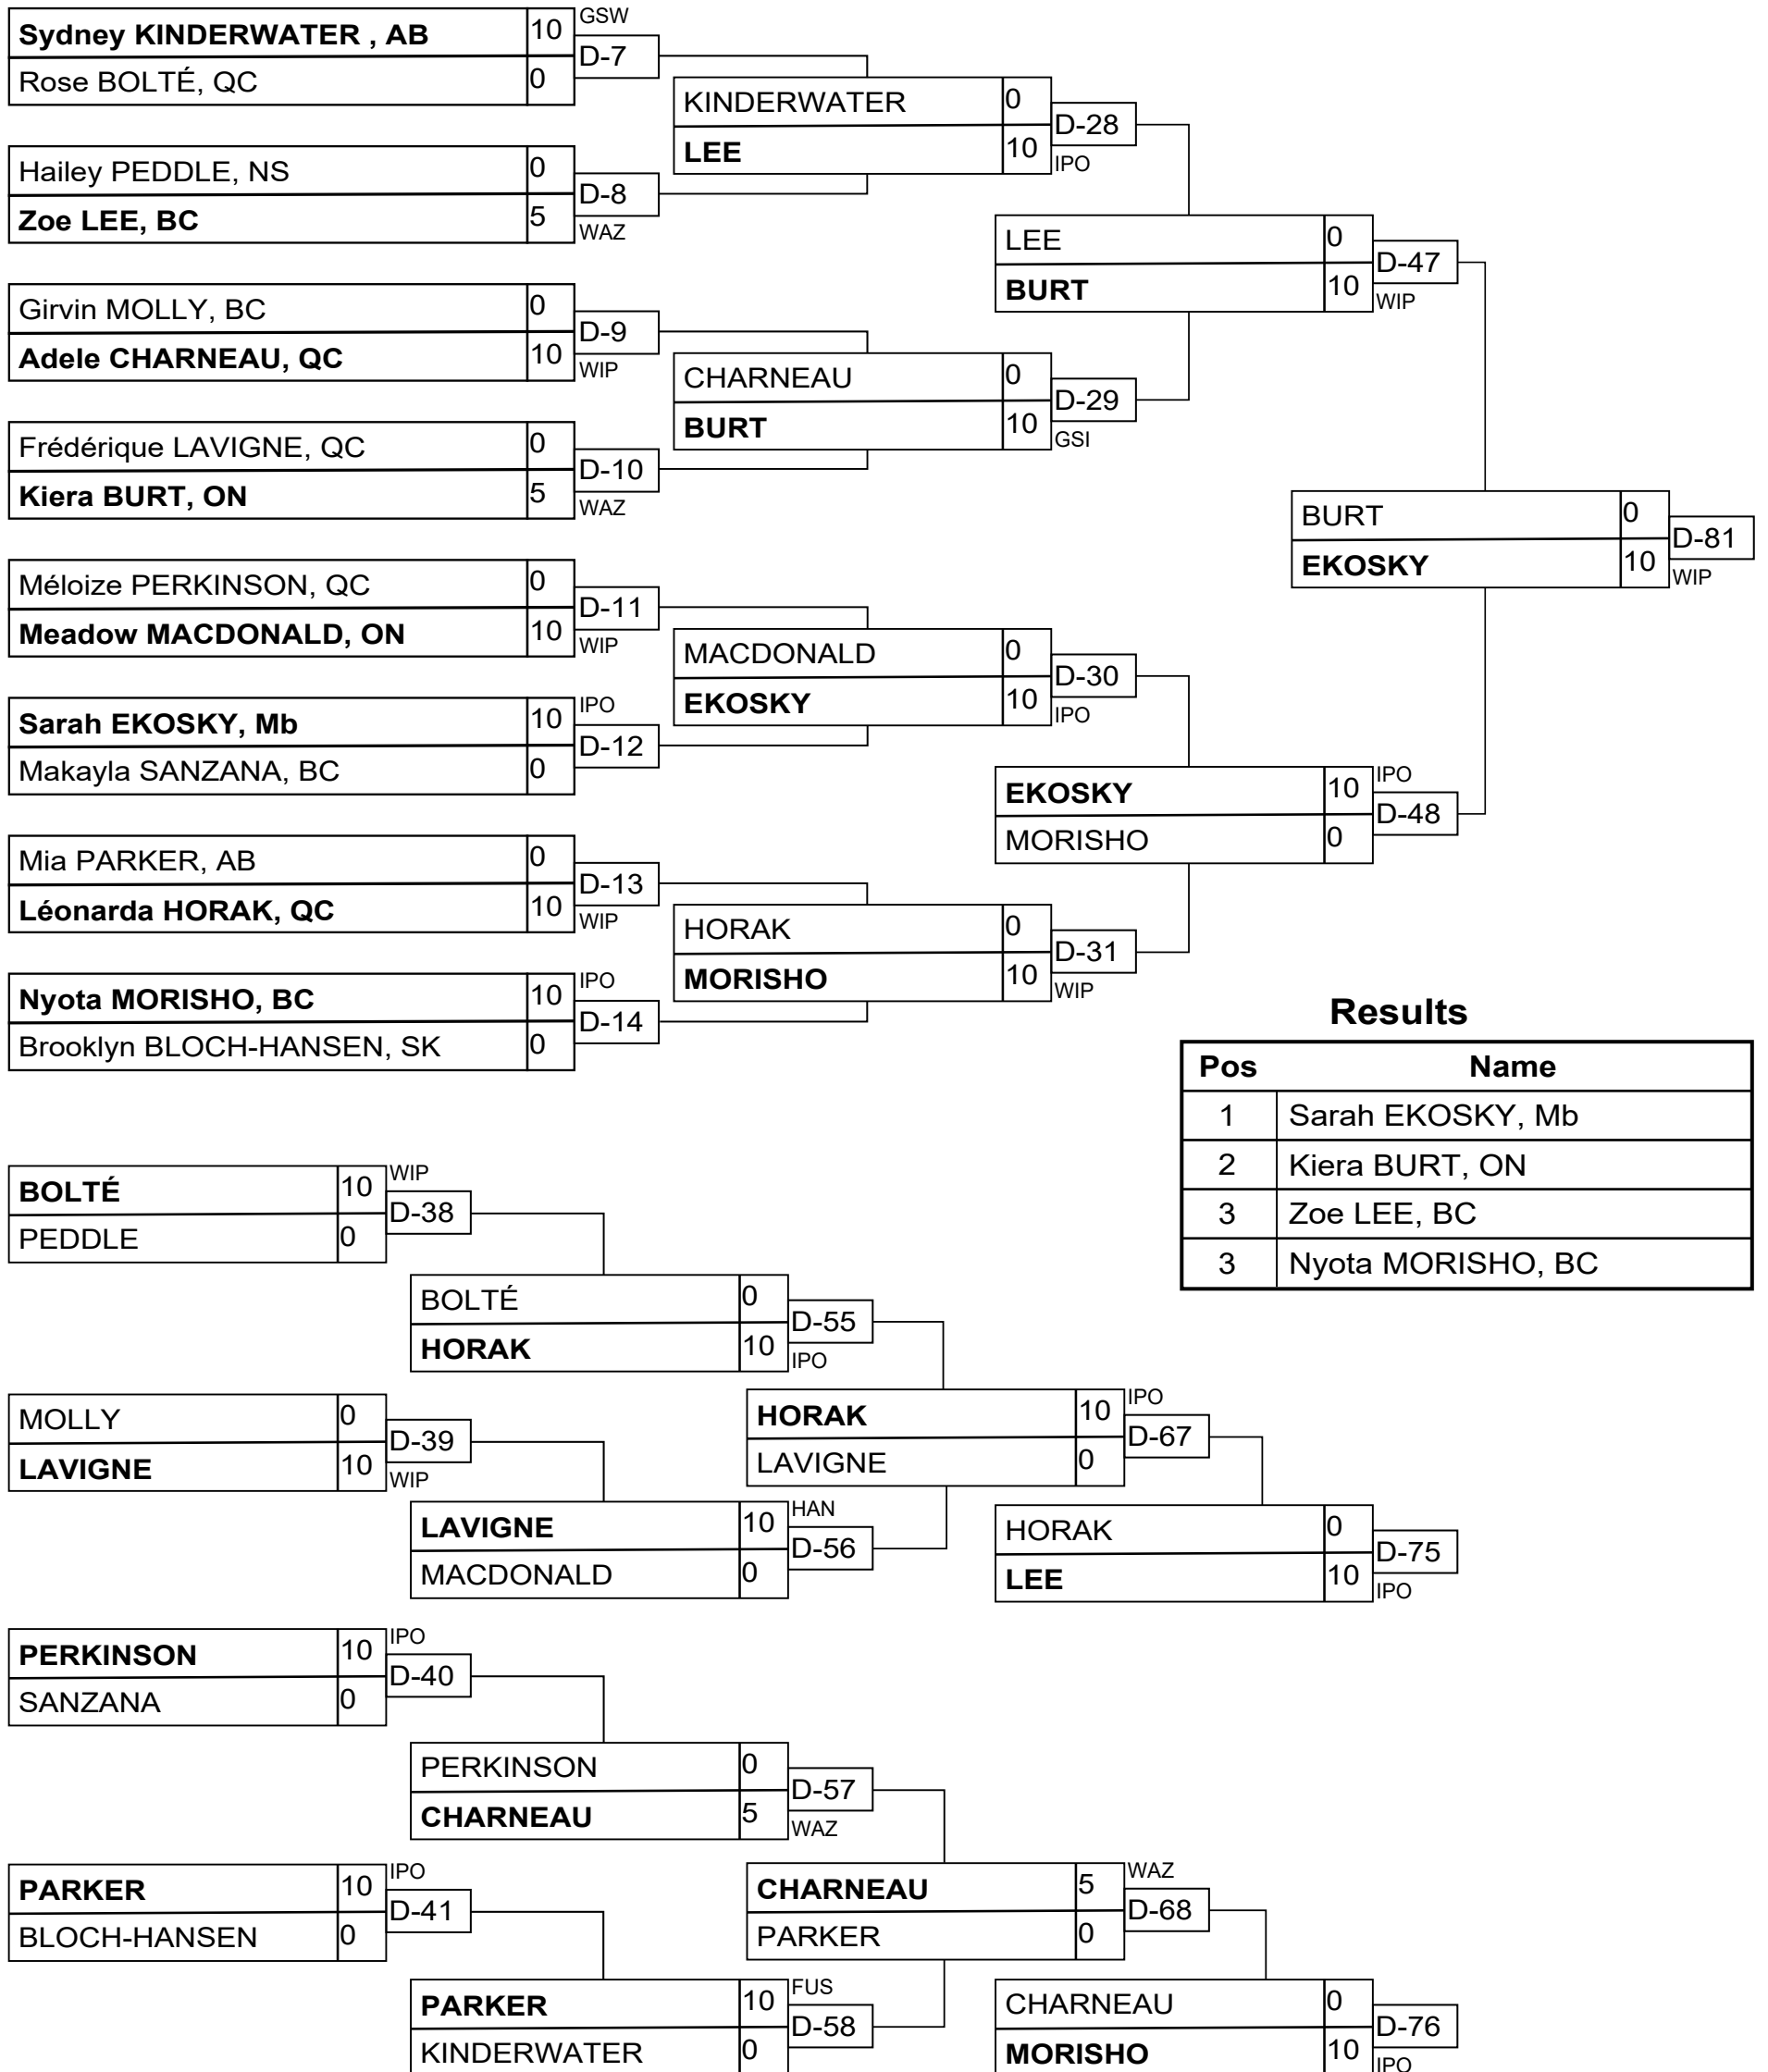 Sydney KINDERWATER , AB 10 GSW
D-7
Rose BOLTÉ, QC 0
Hailey PEDDLE, NS 0
D-8
Zoe LEE, BC 5 WAZ
Girvin MOLLY, BC 0
D-9
Adele CHARNEAU, QC 10 WIP
Frédérique LAVIGNE, QC 0
D-10
Kiera BURT, ON 5 WAZ
Méloize PERKINSON, QC 0
D-11
Meadow MACDONALD, ON 10 WIP
Sarah EKOSKY, Mb 10 IPO
D-12
Makayla SANZANA, BC 0
Mia PARKER, AB 0
D-13
Léonarda HORAK, QC 10 WIP
Nyota MORISHO, BC 10 IPO
D-14
Brooklyn BLOCH-HANSEN, SK 0
KINDERWATER 0
D-28
LEE 10 IPO
CHARNEAU 0
D-29
BURT 10 GSI
MACDONALD 0
D-30
EKOSKY 10 IPO
HORAK 0
D-31
MORISHO 10 WIP
LEE 0
D-47
BURT 10 WIP
EKOSKY 10 IPO
D-48
MORISHO 0
BURT 0
D-81
EKOSKY 10 WIP
Results
Pos Name
1 Sarah EKOSKY, Mb
2 Kiera BURT, ON
3 Zoe LEE, BC
3 Nyota MORISHO, BC
BOLTÉ 10 WIP
D-38
PEDDLE 0
MOLLY 0
D-39
LAVIGNE 10 WIP
BOLTÉ 0
D-55
HORAK 10 IPO
LAVIGNE 10 HAN
D-56
MACDONALD 0
HORAK 10 IPO
D-67
LAVIGNE 0
HORAK 0
D-75
LEE 10 IPO
PERKINSON 10 IPO
D-40
SANZANA 0
PARKER 10 IPO
D-41
BLOCH-HANSEN 0
PERKINSON 0
D-57
CHARNEAU 5 WAZ
PARKER 10 FUS
D-58
KINDERWATER 0
CHARNEAU 5 WAZ
D-68
PARKER 0
CHARNEAU 0
D-76
MORISHO 10 IPO